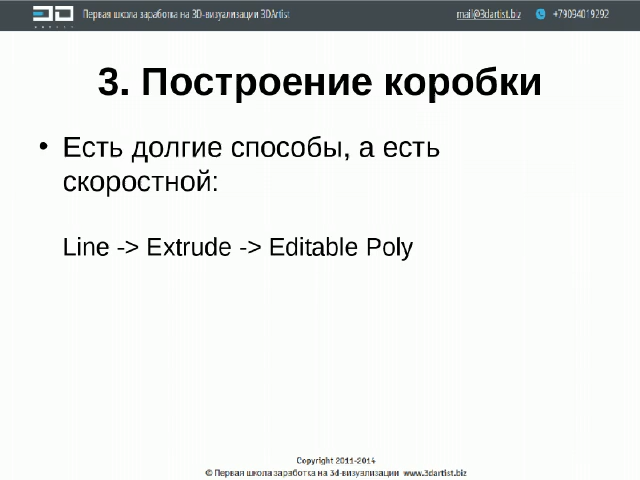 3D Первая школа заработка на 3D-визуализации 3DArtist mail@3dartist.biz +79094019292
3. Построение коробки
• Есть долгие способы, а есть
скоростной:
Line -> Extrude -> Editable Poly
Copyright 2011-2014
© Первая школа заработка на 3d-визуализации www.3dartist.biz